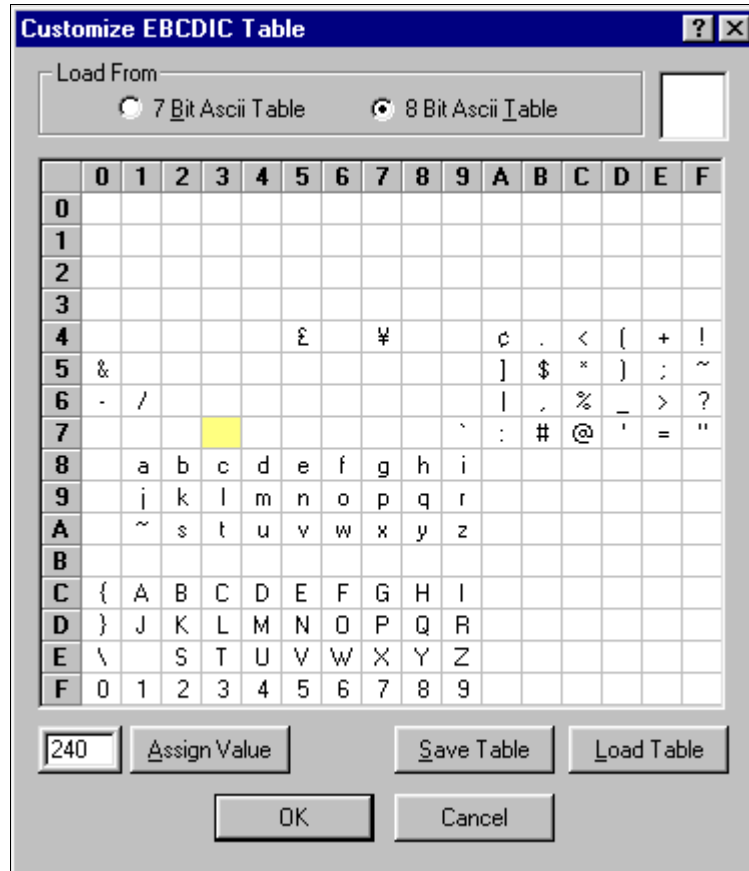 Customize EBCDIC Table
Load From
7 Bit Ascii Table 8 Bit Ascii Table
0 1 2 3 4 5 6 7 8 9 A B C D E F
0
1
2
3
4 £ ¥ ¢ . < ( + !
5 & ] $ * ) ; ~
6 - / | , % _ > ?
7 ` : # @ ' = "
8 a b c d e f g h i
9 j k l m n o p q r
A ~ s t u v w x y z
B
C { A B C D E F G H I
D } J K L M N O P Q R
E \ S T U V W X Y Z
F 0 1 2 3 4 5 6 7 8 9
240 Assign Value Save Table Load Table
OK Cancel